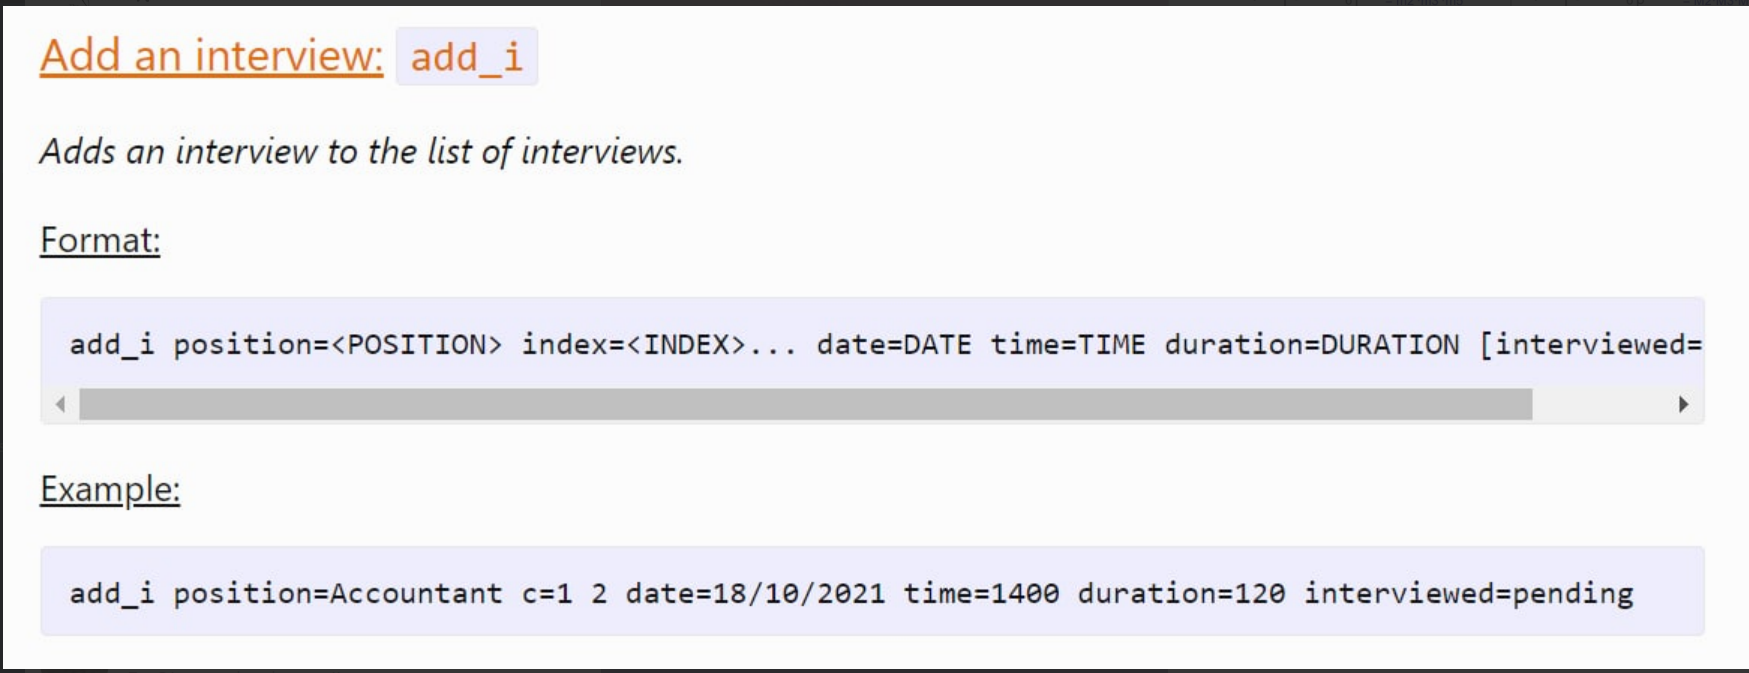 Add an interview: add_i
Adds an interview to the list of interviews.
Format:
add_i position=<POSITION> index=<INDEX>... date=DATE time=TIME duration=DURATION [interviewed=
Example:
add_i position=Accountant c=1 2 date=18/10/2021 time=1400 duration=120 interviewed=pending